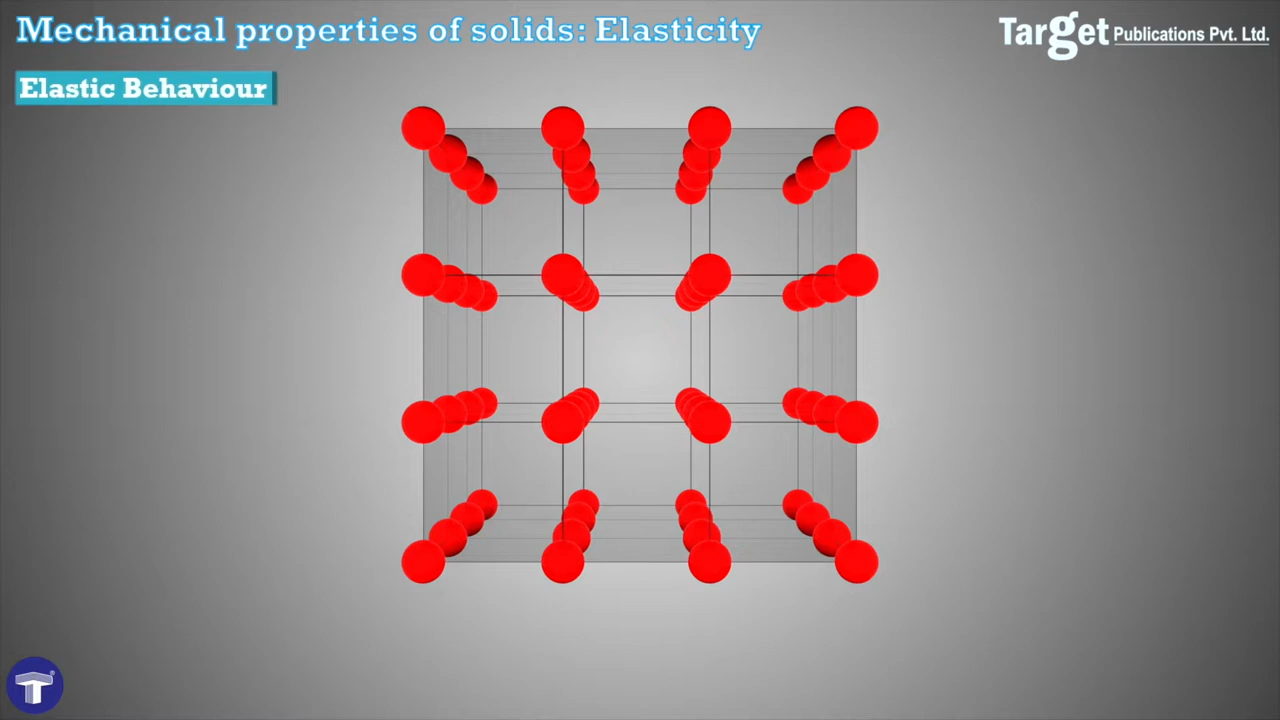 Mechanical properties of solids: Elasticity
Target Publications Pvt. Ltd.
Elastic Behaviour